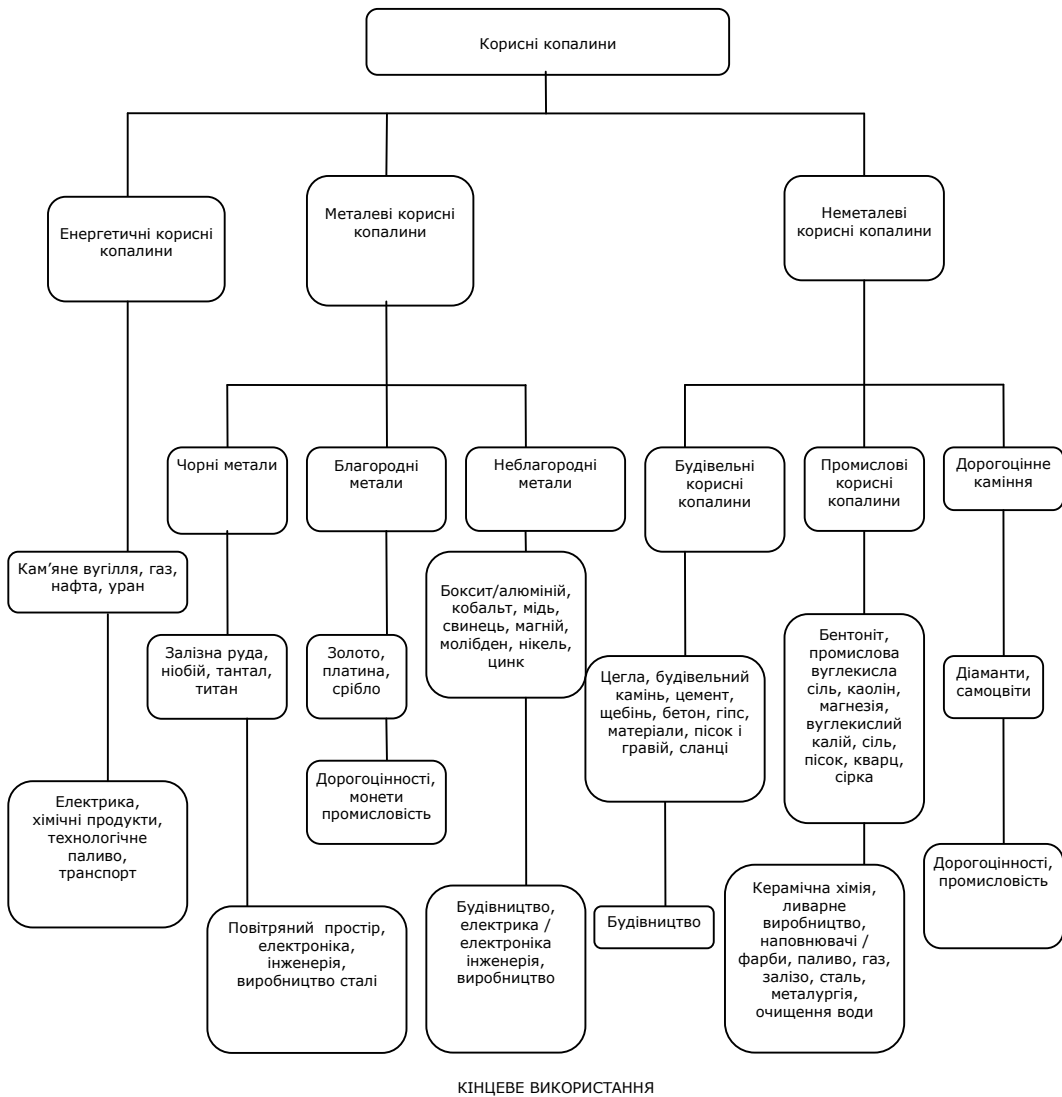 Корисні копалини
Енергетичні корисні
копалини
Металеві корисні
копалини
Неметалеві
корисні копалини
Чорні метали
Благородні
метали
Неблагородні
метали
Будівельні
корисні
копалини
Промислові
корисні
копалини
Дорогоцінне
каміння
Кам’яне вугілля, газ,
нафта, уран
Залізна руда,
ніобій, тантал,
титан
Золото,
платина,
срібло
Боксит/алюміній,
кобальт, мідь,
свинець, магній,
молібден, нікель,
цинк
Цегла, будівельний
камінь, цемент,
щебінь, бетон, гіпс,
матеріали, пісок і
гравій, сланці
Бентоніт,
промислова
вуглекисла
сіль, каолін,
магнезія,
вуглекислий
калій, сіль,
пісок, кварц,
сірка
Діаманти,
самоцвіти
Електрика,
хімічні продукти,
технологічне
паливо,
транспорт
Повітряний простір,
електроніка,
інженерія,
виробництво сталі
Дорогоцінності,
монети
промисловість
Будівництво,
електрика /
електроніка
інженерія,
виробництво
Будівництво
Керамічна хімія,
ливарне
виробництво,
наповнювачі /
фарби, паливо, газ,
залізо, сталь,
металургія,
очищення води
Дорогоцінності,
промисловість
КІНЦЕВЕ ВИКОРИСТАННЯ